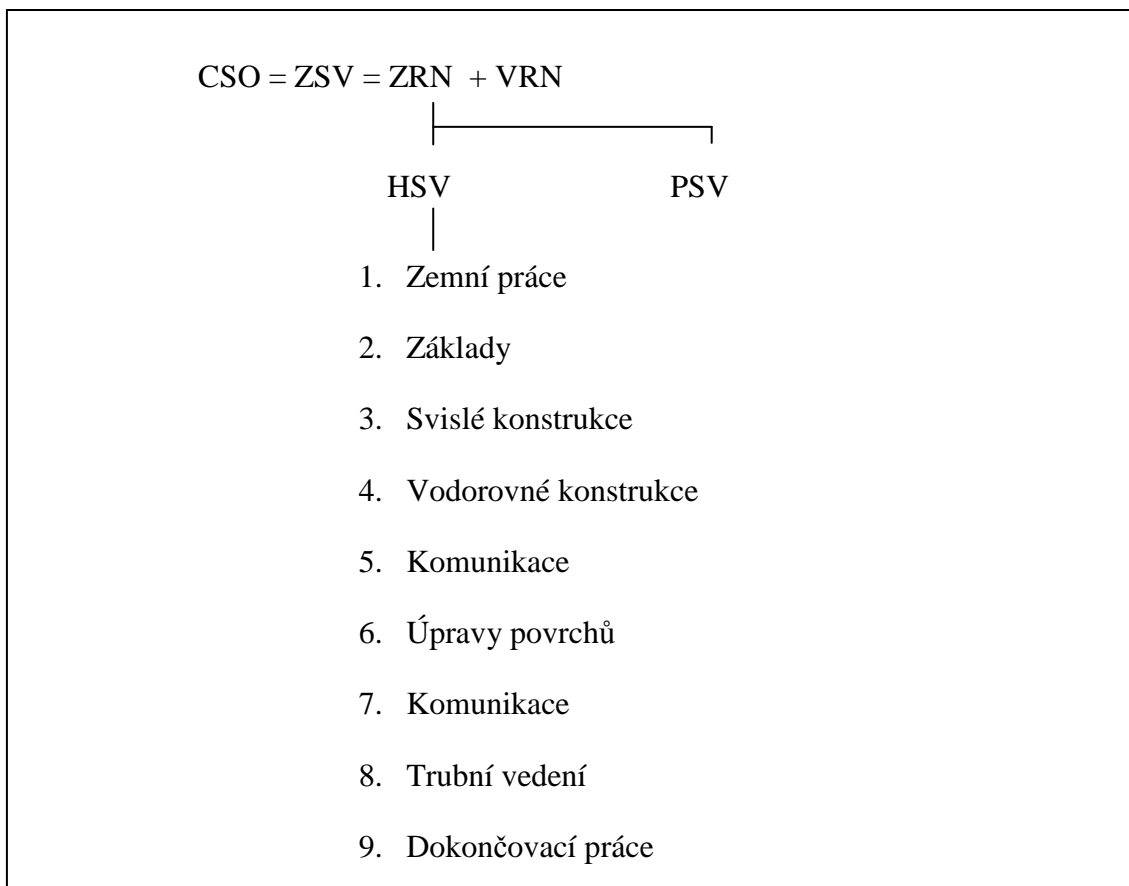 CSO = ZSV = ZRN + VRN
HSV PSV
1. Zemní práce
2. Základy
3. Svislé konstrukce
4. Vodorovné konstrukce
5. Komunikace
6. Úpravy povrchů
7. Komunikace
8. Trubní vedení
9. Dokončovací práce